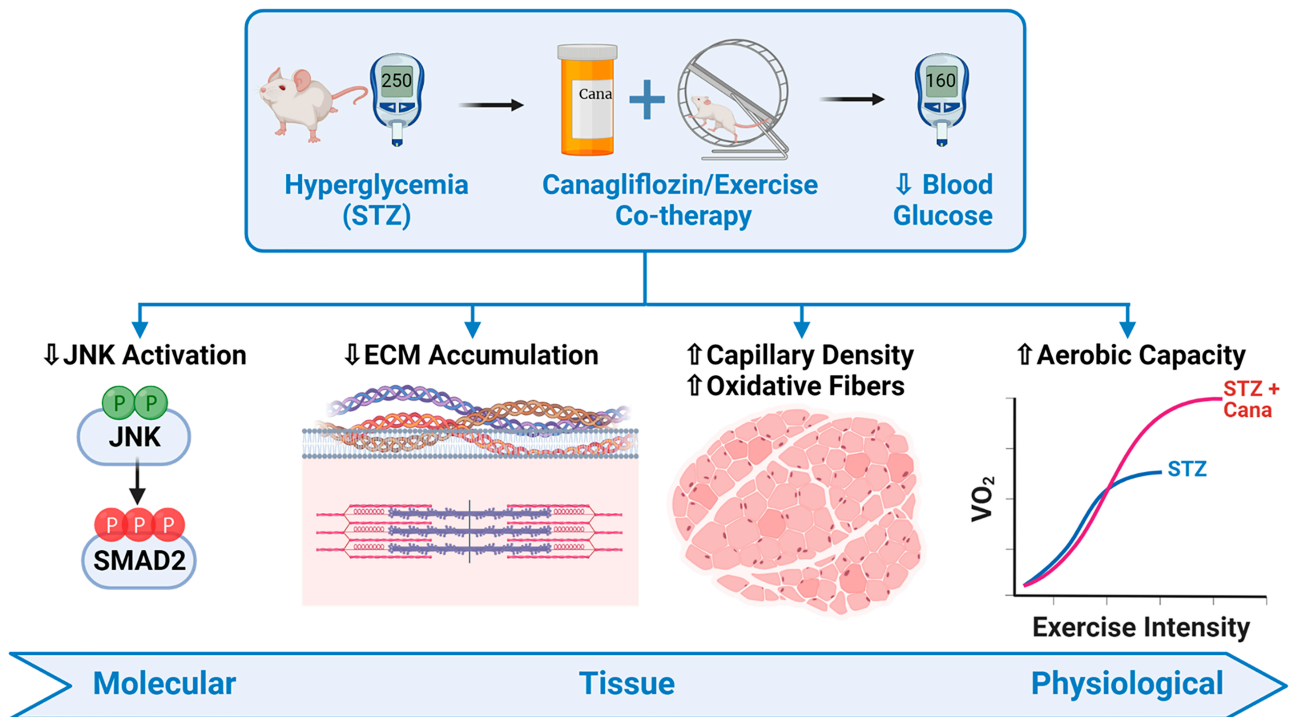 250
Cana
160
Hyperglycemia
(STZ)
Canagliflozin/Exercise
Co-therapy
⇩ Blood
Glucose
⇩JNK Activation
P P
JNK
P P P
SMAD2
⇩ECM Accumulation
⇧Capillary Density
⇧Oxidative Fibers
⇧Aerobic Capacity
STZ +
Cana
STZ
VO₂
Exercise Intensity
Molecular
Tissue
Physiological